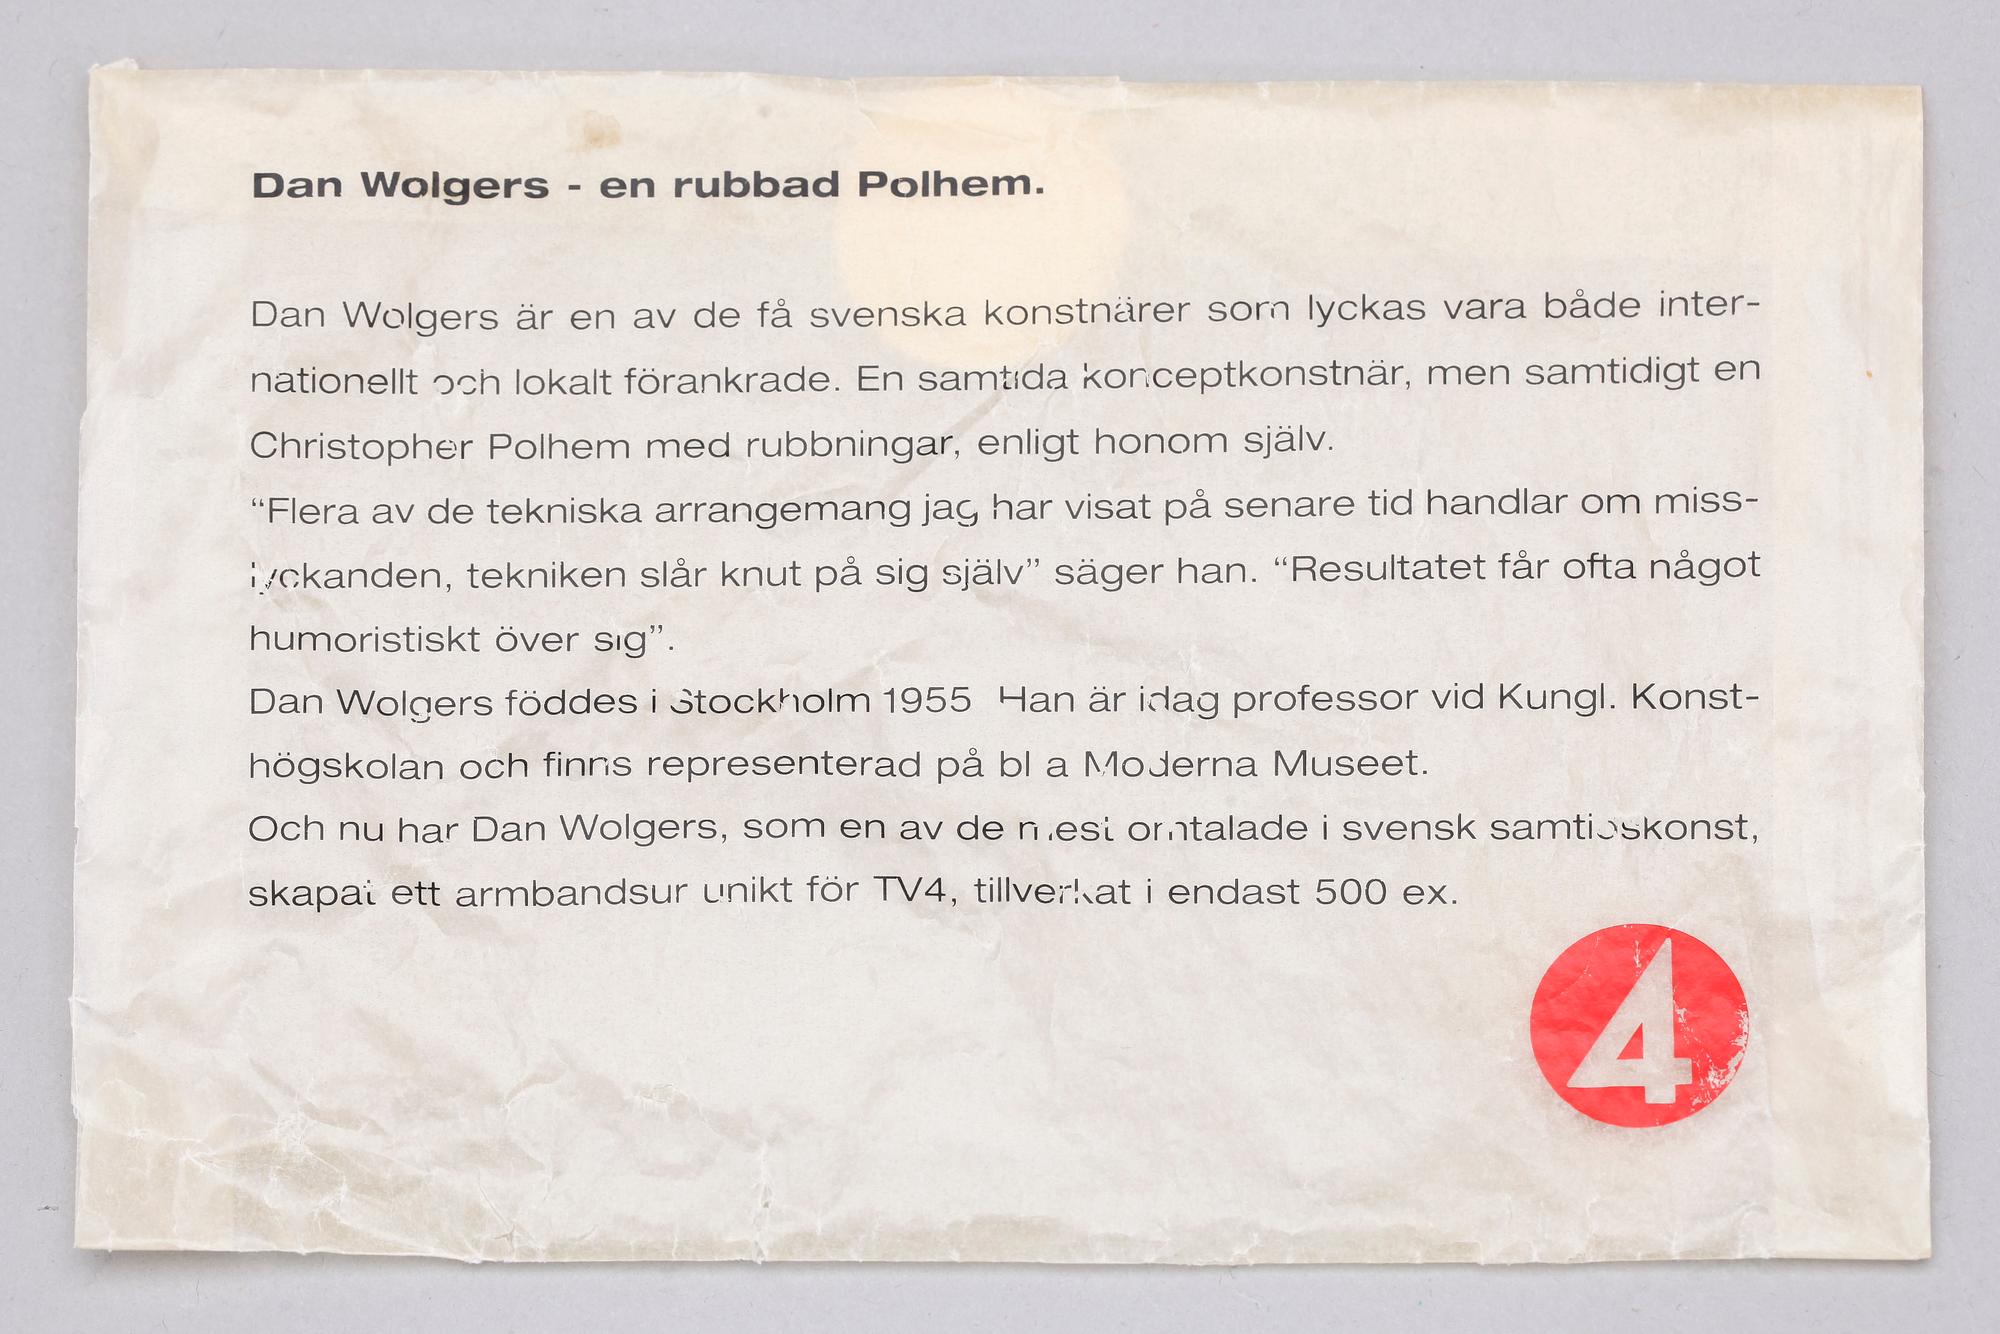 Dan Wolgers - en rubbad Polhem.
Dan Wolgers är en av de få svenska konstnärer som lyckas vara både inter-
nationellt och lokalt förankrade. En samtida konceptkonstnär, men samtidigt en
Christopher Polhem med rubbningar, enligt honom själv.
“Flera av de tekniska arrangemang jag har visat på senare tid handlar om miss-
lyckanden, tekniken slår knut på sig själv” säger han. “Resultatet får ofta något
humoristiskt över sig”.
Dan Wolgers föddes i Stockholm 1955 Han är idag professor vid Kungl. Konst-
högskolan och finns representerad på bl a Moderna Museet.
Och nu har Dan Wolgers, som en av de mest omtalade i svensk samtidskonst,
skapat ett armbandsur unikt för TV4, tillverkat i endast 500 ex.
4